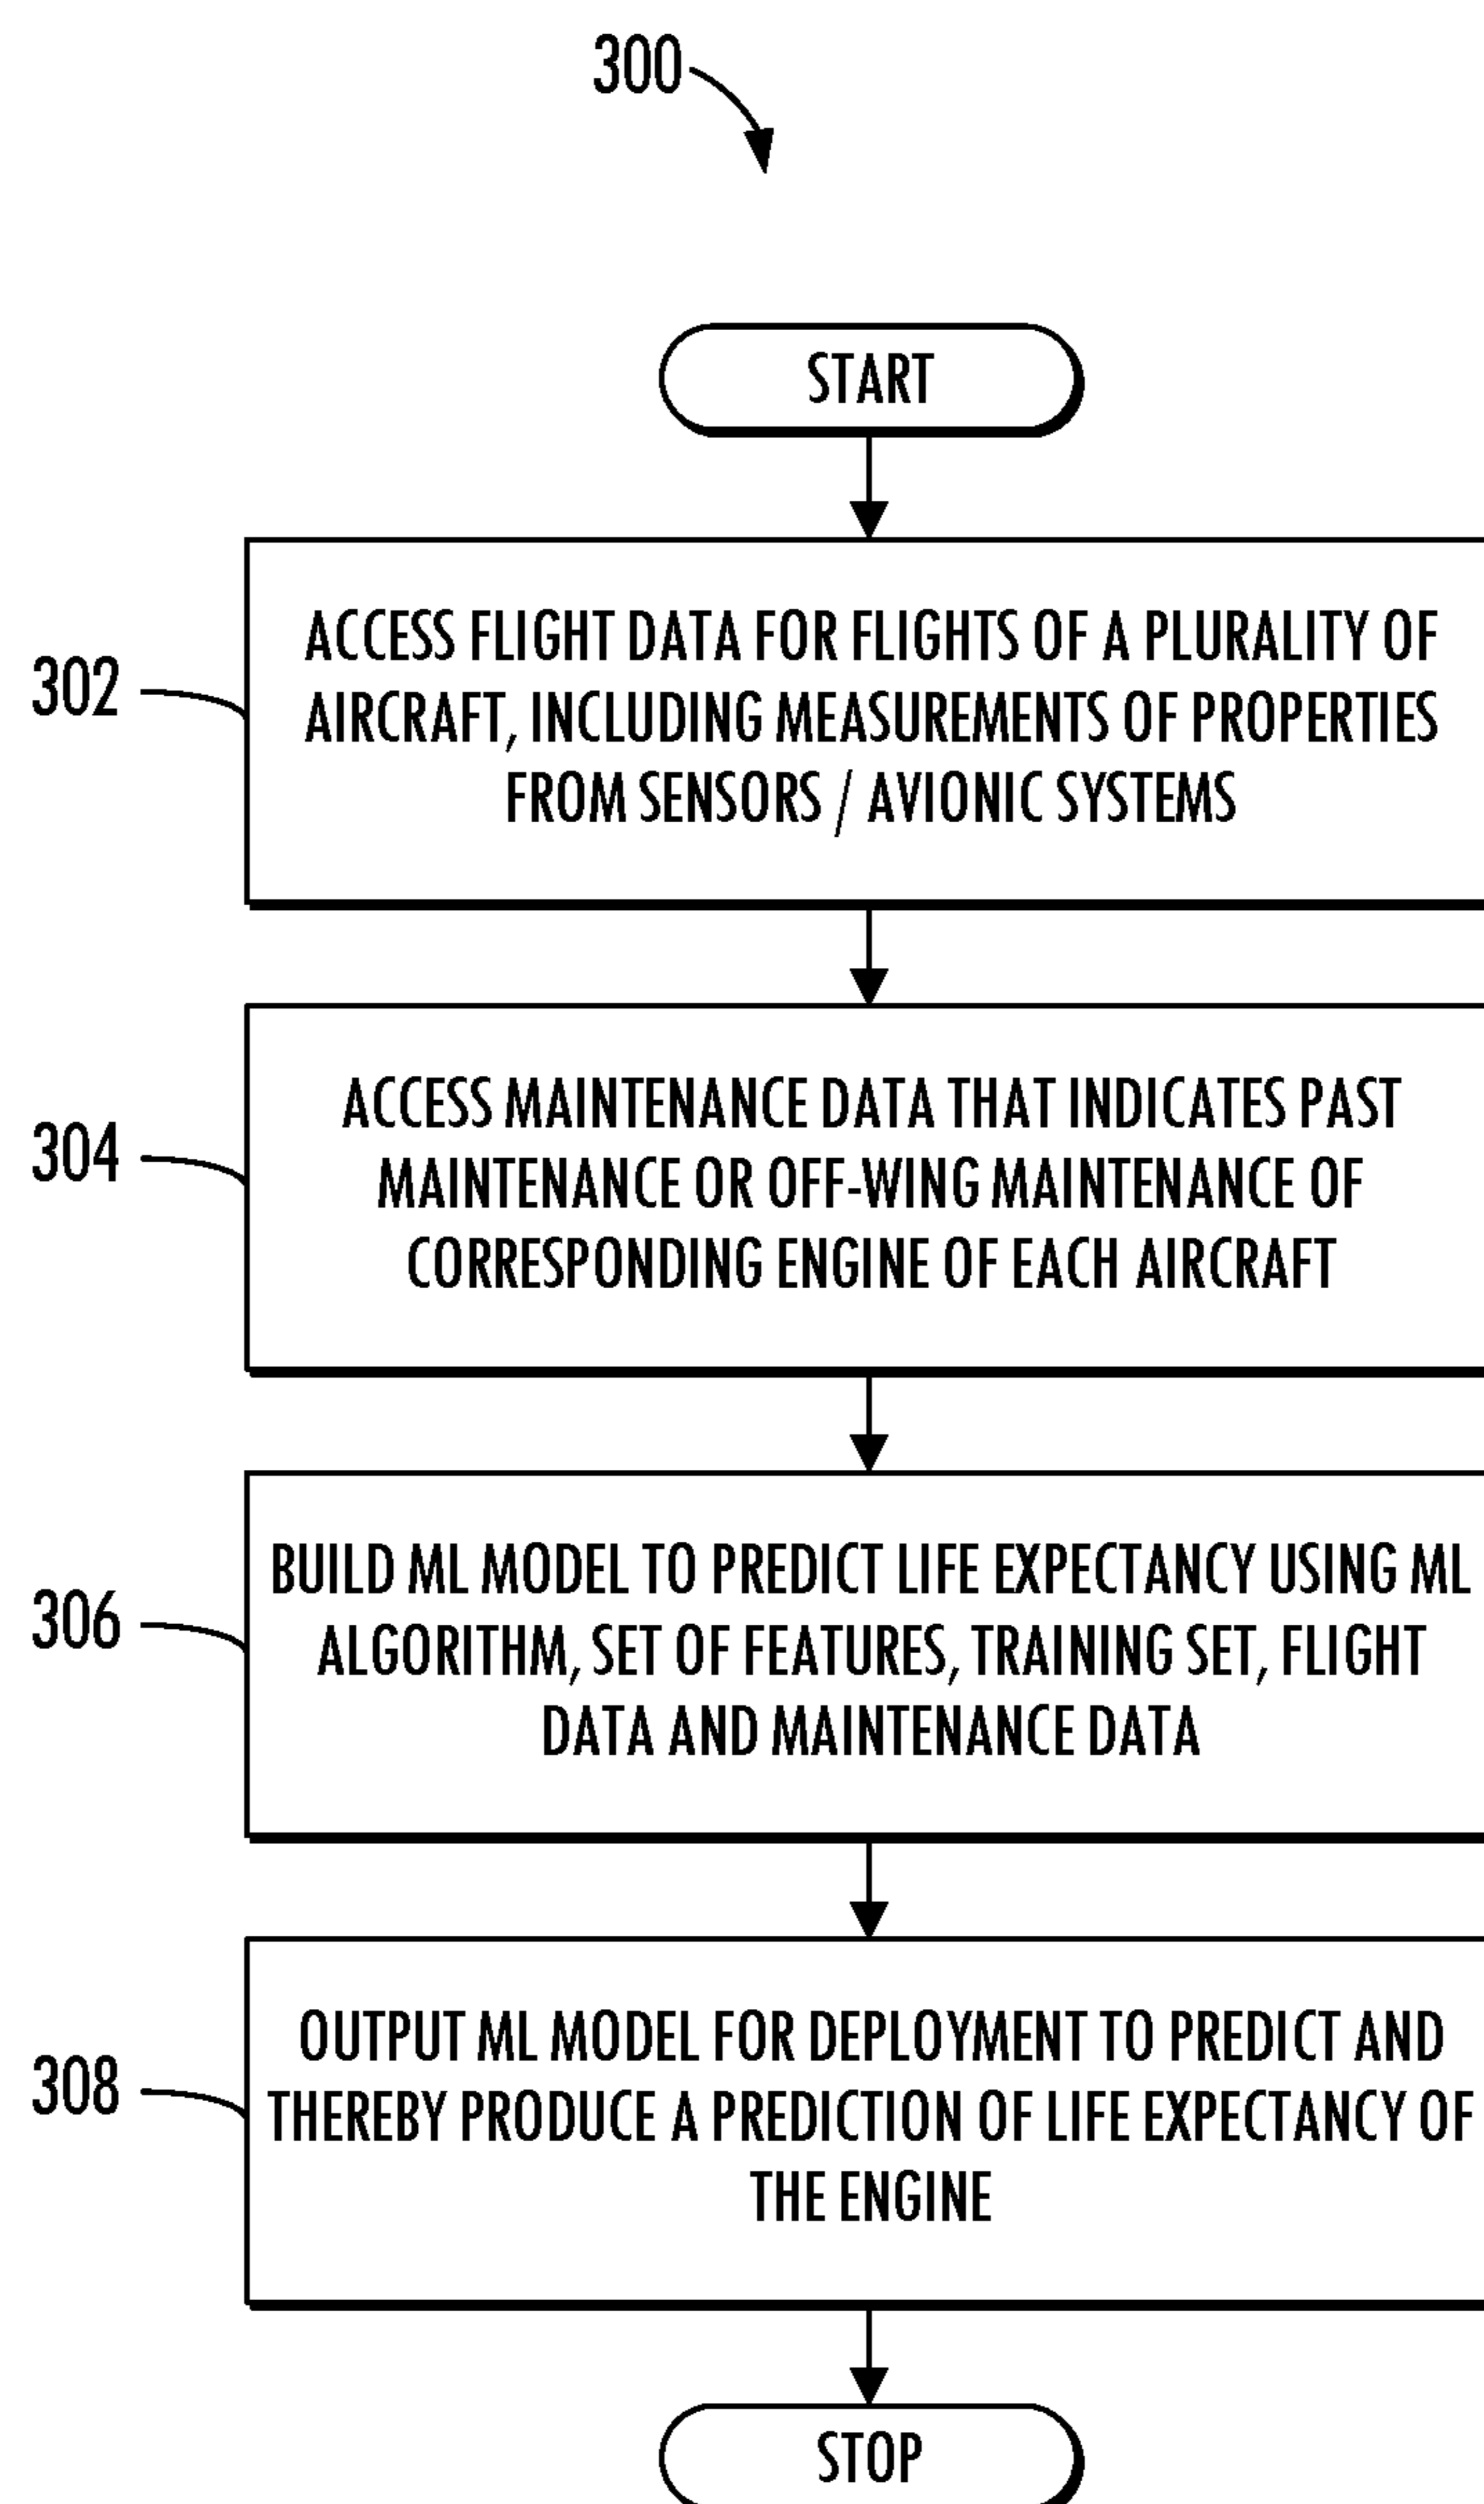 300
START
302
ACCESS FLIGHT DATA FOR FLIGHTS OF A PLURALITY OF
AIRCRAFT, INCLUDING MEASUREMENTS OF PROPERTIES
FROM SENSORS / AVIONIC SYSTEMS
304
ACCESS MAINTENANCE DATA THAT INDICATES PAST
MAINTENANCE OR OFF-WING MAINTENANCE OF
CORRESPONDING ENGINE OF EACH AIRCRAFT
306
BUILD ML MODEL TO PREDICT LIFE EXPECTANCY USING ML
ALGORITHM, SET OF FEATURES, TRAINING SET, FLIGHT
DATA AND MAINTENANCE DATA
308
OUTPUT ML MODEL FOR DEPLOYMENT TO PREDICT AND
THEREBY PRODUCE A PREDICTION OF LIFE EXPECTANCY OF
THE ENGINE
STOP